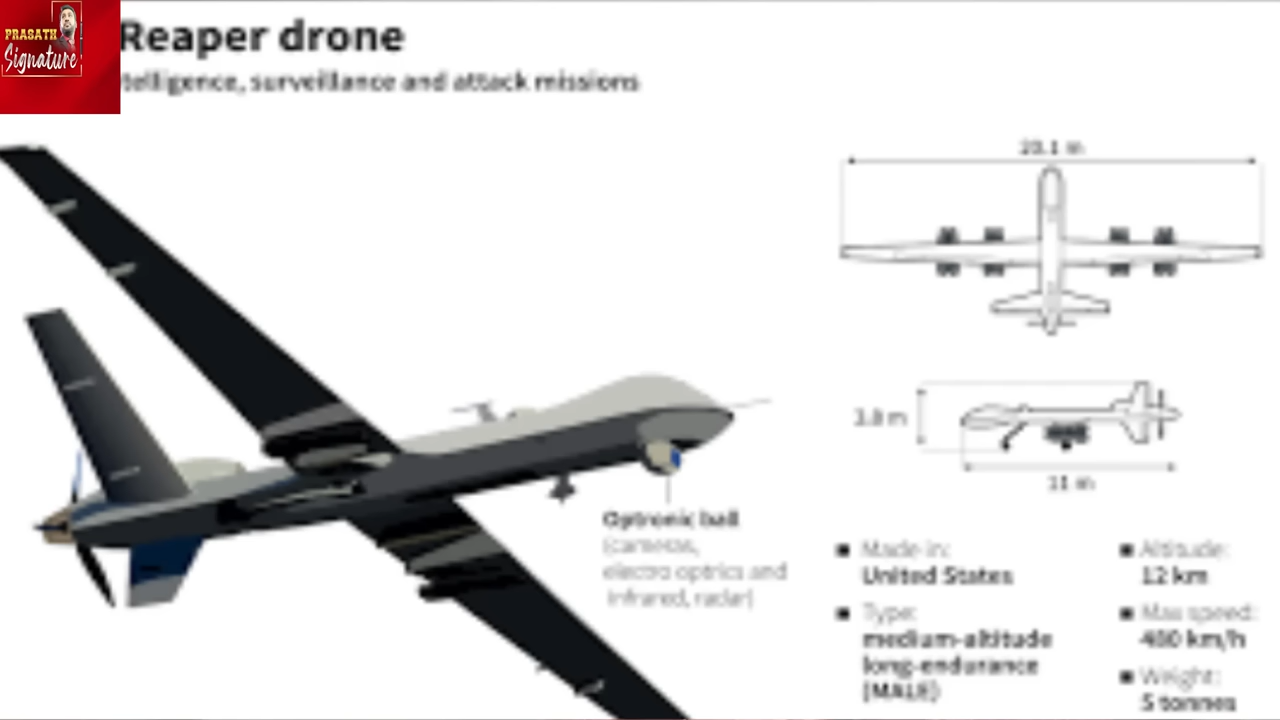 PRASATH
Signature
Reaper drone
telligence, surveillance and attack missions
20.1 m
3.8 m
11 m
Optronic ball
(cameras,
electro optrics and
infrared, radar)
Made in:
United States
Type:
medium-altitude
long-endurance
(MALE)
Altitude:
12 km
Max speed:
480 km/h
Weight:
5 tonnes